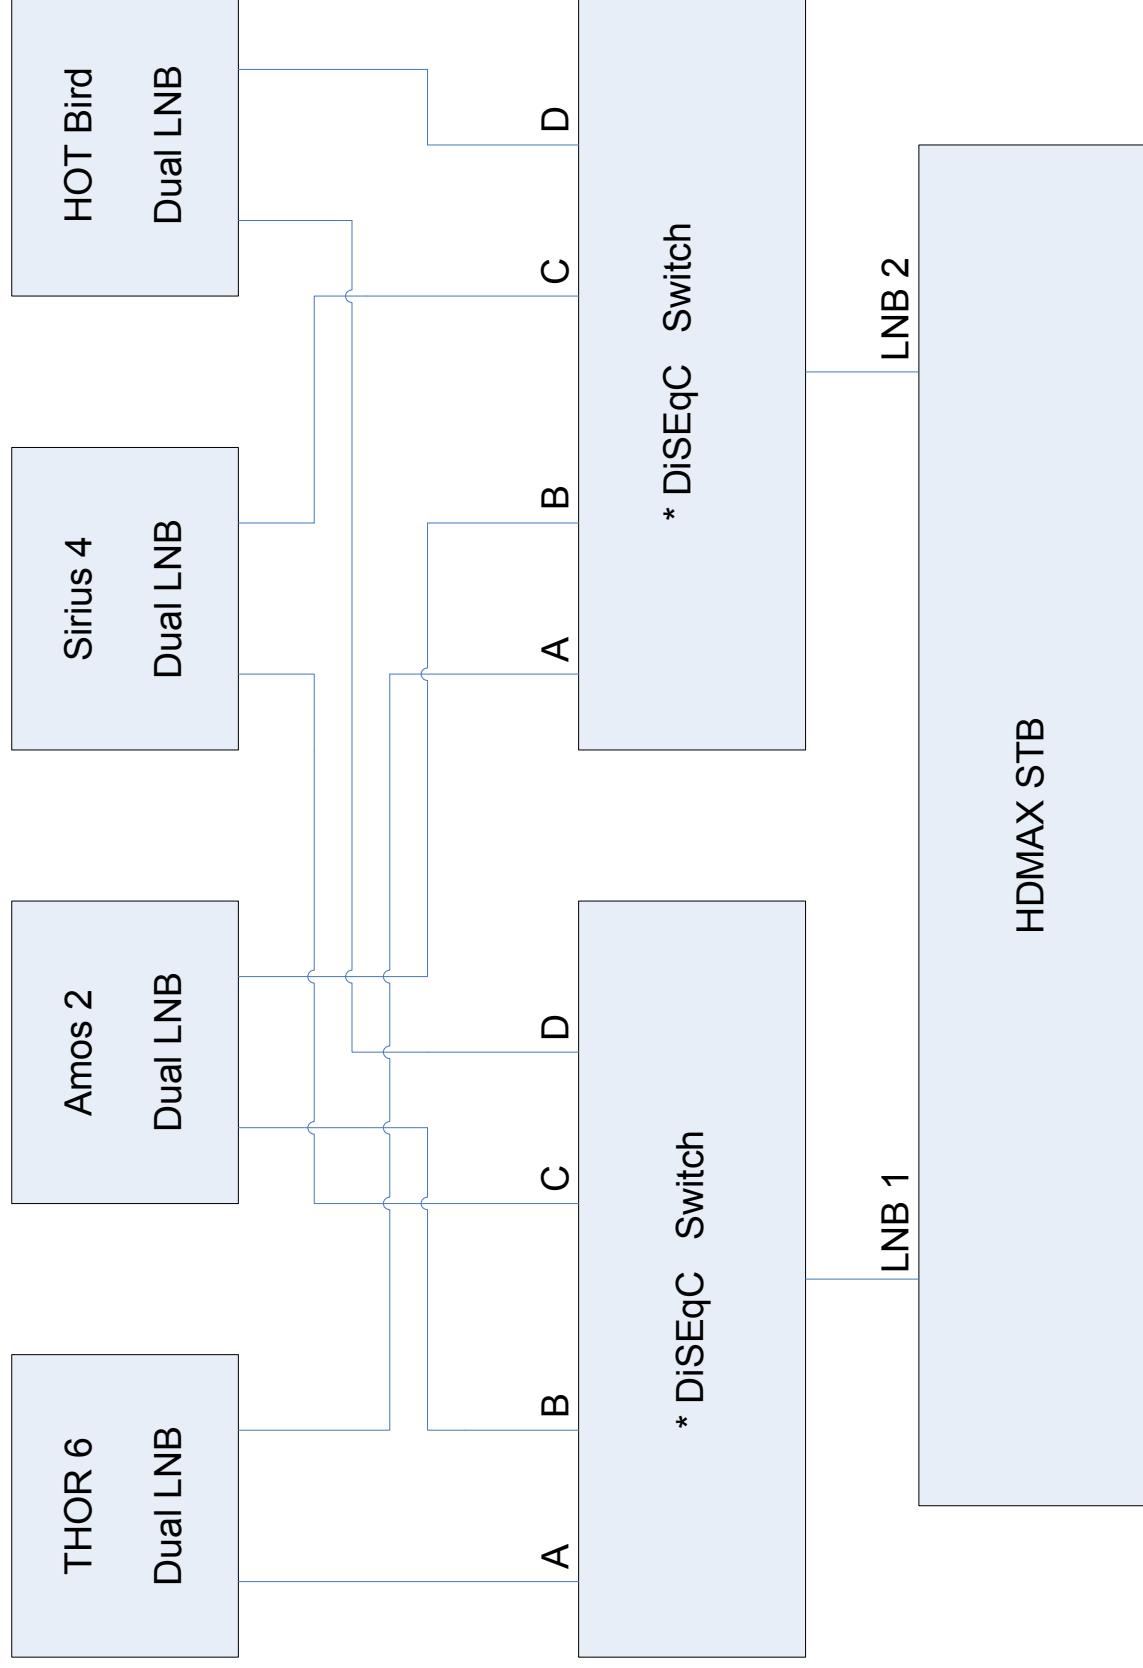 THOR 6
Dual LNB
Amos 2
Dual LNB
Sirius 4
Dual LNB
HOT Bird
Dual LNB
A
B
C
D
A
B
C
D
* DiSEqC Switch
* DiSEqC Switch
LNB 1
LNB 2
HDMAX STB